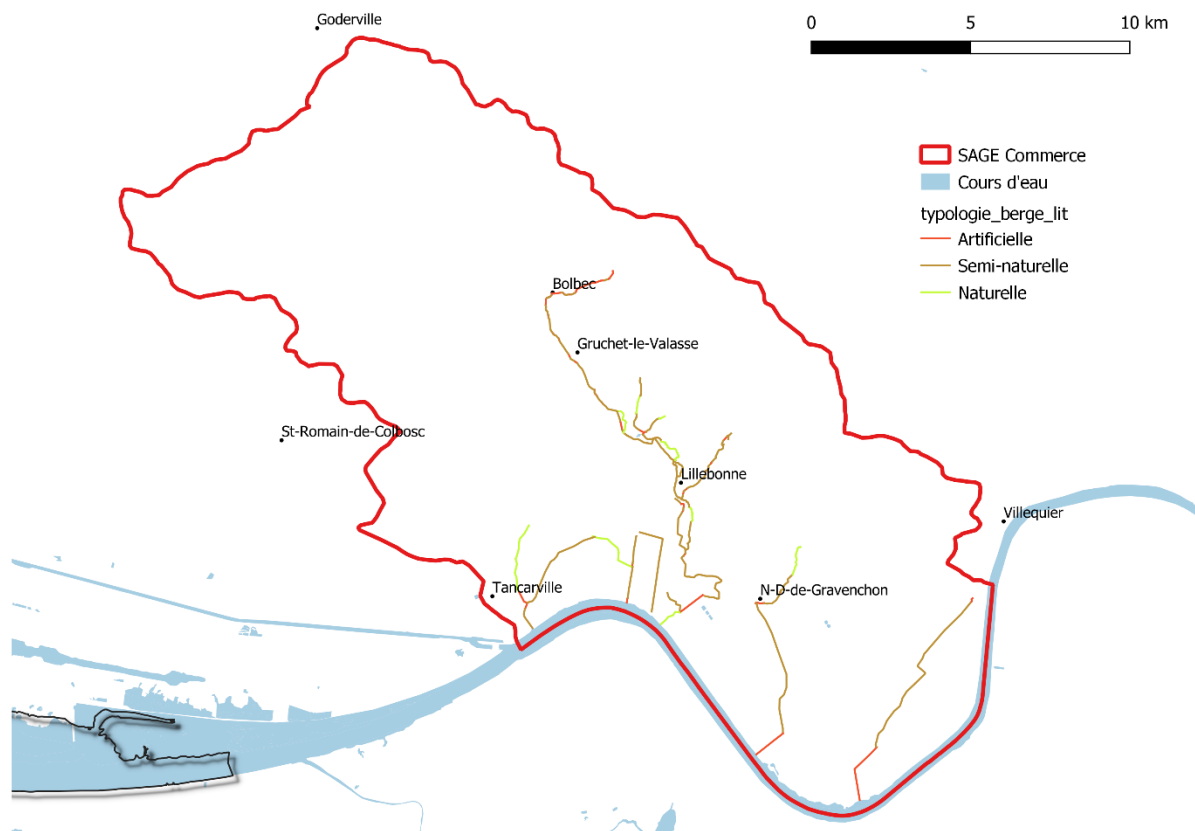 Goderville
0 5 10 km
SAGE Commerce
Cours d'eau
typologie_berge_lit
Artificielle
Semi-naturelle
Naturelle
Bolbec
Gruchet-le-Valasse
St-Romain-de-Colbosc
Lillebonne
Villequier
Tancarville
N-D-de-Gravenchon